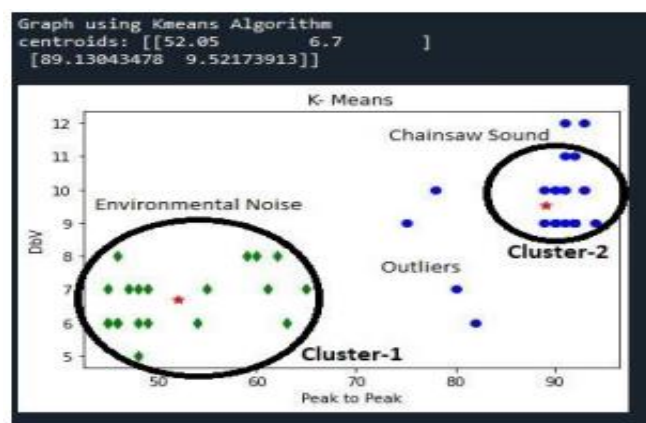 Graph using Kmeans Algorithm
centroids: [[52.05 6.7 ]
[89.13043478 9.52173913]]
K- Means
12
11
10
9
8
7
6
5
DbV
Chainsaw Sound
Environmental Noise
Outliers
Cluster-2
Cluster-1
50 60 70 80 90
Peak to Peak